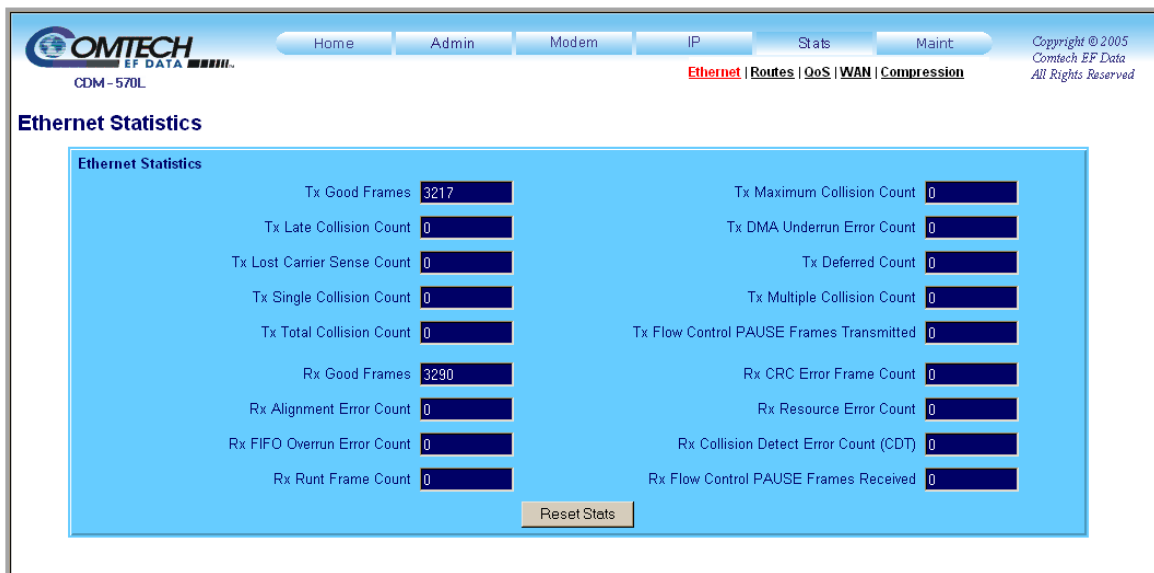 COMTECH
EF DATA
CDM - 570L
Home Admin Modem IP Stats Maint
Ethernet | Routes | QoS | WAN | Compression
Copyright © 2005
Comtech EF Data
All Rights Reserved
Ethernet Statistics
Ethernet Statistics
Tx Good Frames 3217 Tx Maximum Collision Count 0
Tx Late Collision Count 0 Tx DMA Underrun Error Count 0
Tx Lost Carrier Sense Count 0 Tx Deferred Count 0
Tx Single Collision Count 0 Tx Multiple Collision Count 0
Tx Total Collision Count 0 Tx Flow Control PAUSE Frames Transmitted 0
Rx Good Frames 3290 Rx CRC Error Frame Count 0
Rx Alignment Error Count 0 Rx Resource Error Count 0
Rx FIFO Overrun Error Count 0 Rx Collision Detect Error Count (CDT) 0
Rx Runt Frame Count 0 Rx Flow Control PAUSE Frames Received 0
Reset Stats